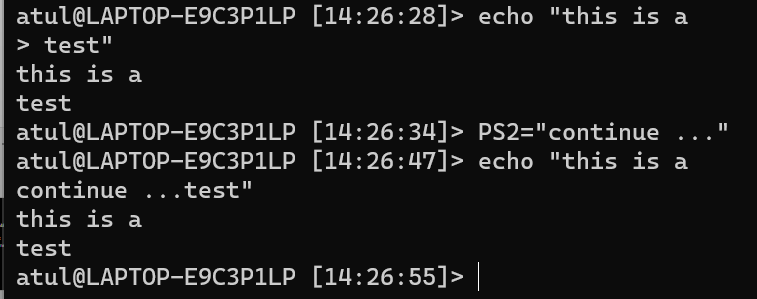 atul@LAPTOP-E9C3P1LP [14:26:28]> echo "this is a
> test"
this is a
test
atul@LAPTOP-E9C3P1LP [14:26:34]> PS2="continue ..."
atul@LAPTOP-E9C3P1LP [14:26:47]> echo "this is a
continue ...test"
this is a
test
atul@LAPTOP-E9C3P1LP [14:26:55]>